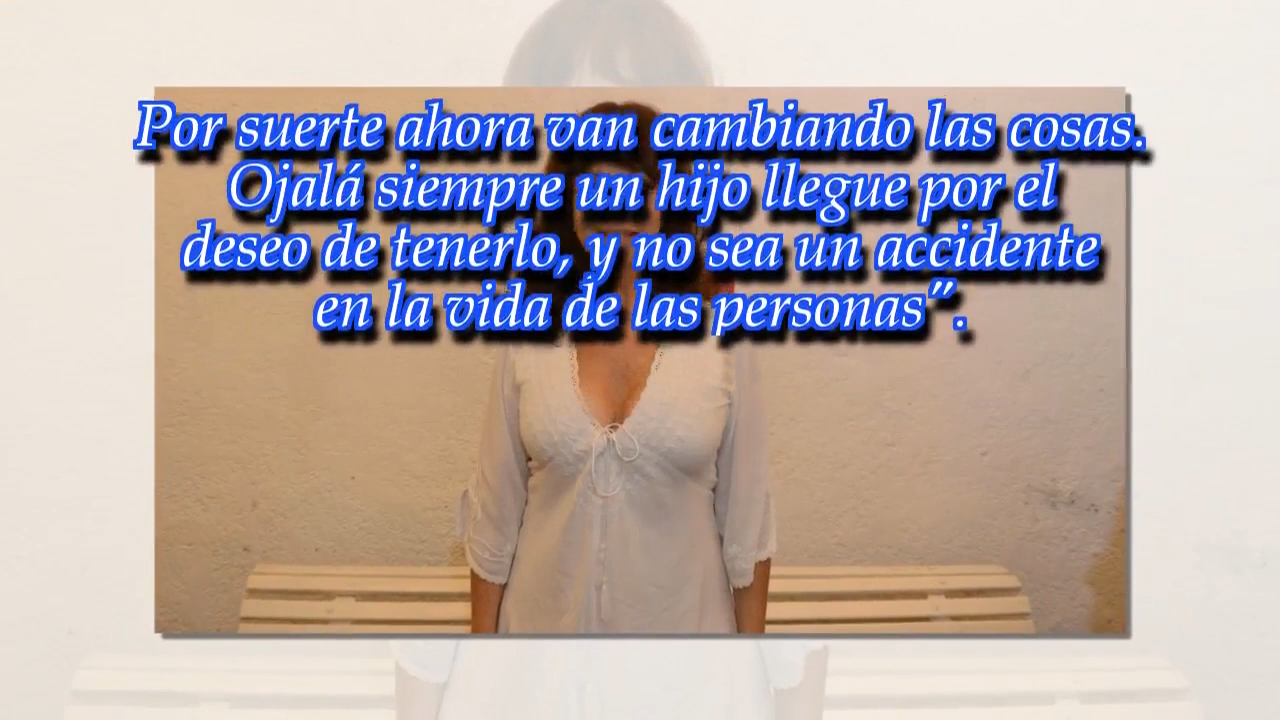 Por suerte ahora van cambiando las cosas.
Ojalá siempre un hijo llegue por el
deseo de tenerlo, y no sea un accidente
en la vida de las personas”.